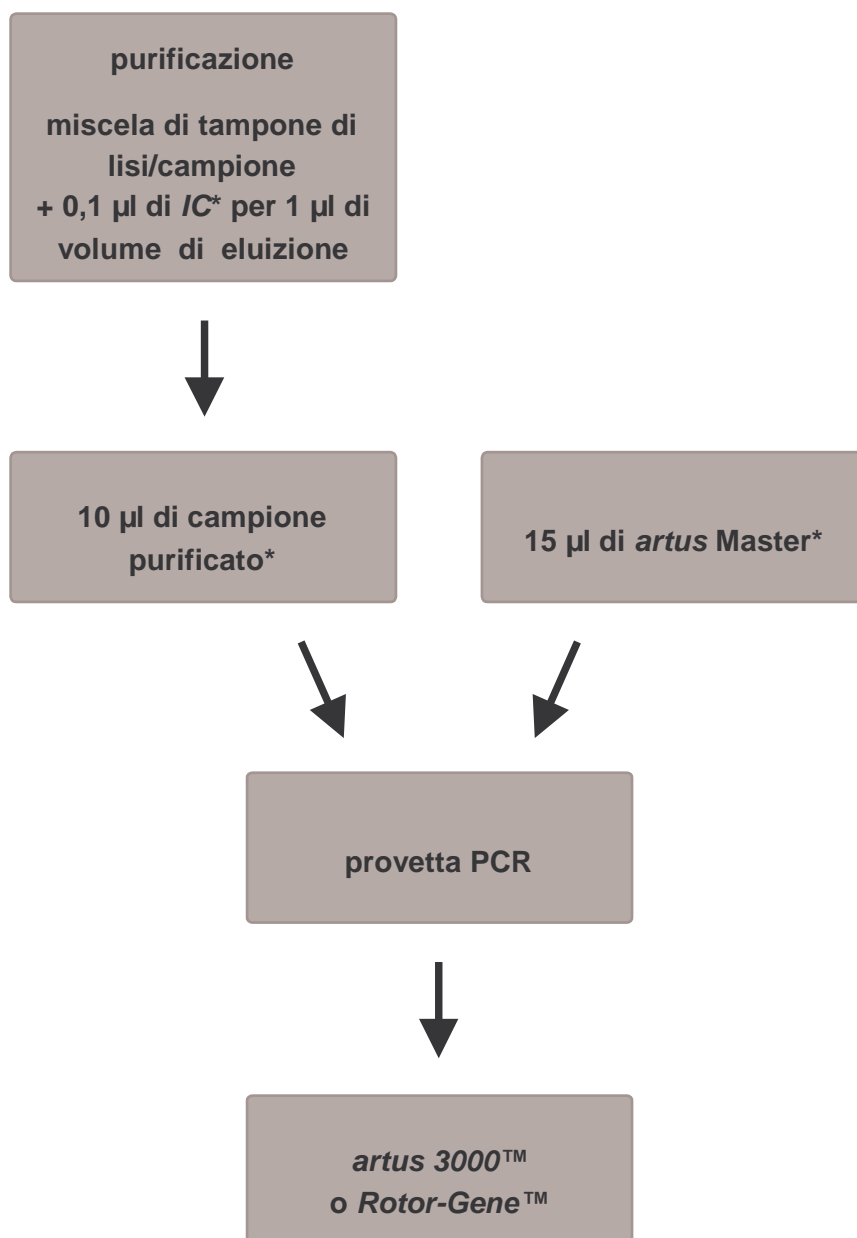 purificazione
miscela di tampone di
lisi/campione
+ 0,1 µl di IC* per 1 µl di
volume di eluizione
10 µl di campione
purificato*
15 µl di artus Master*
provetta PCR
artus 3000™
o Rotor-Gene™